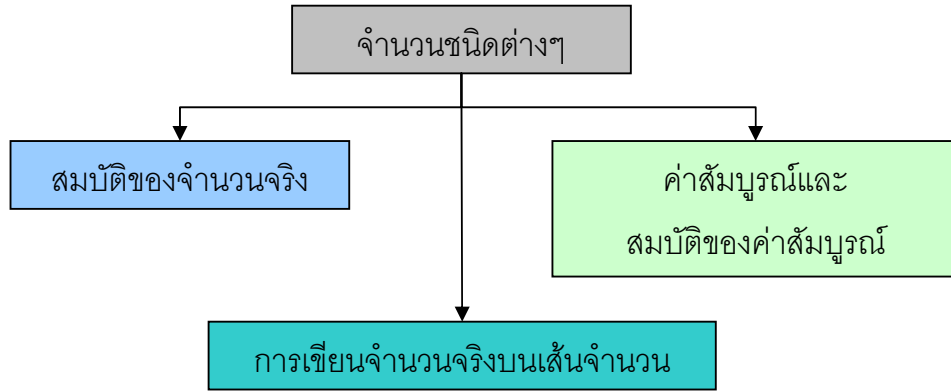 จำนวนชนิดต่างๆ
สมบัติของจำนวนจริง
ค่าสัมบูรณ์และ
สมบัติของค่าสัมบูรณ์
การเขียนจำนวนจริงบนเส้นจำนวน